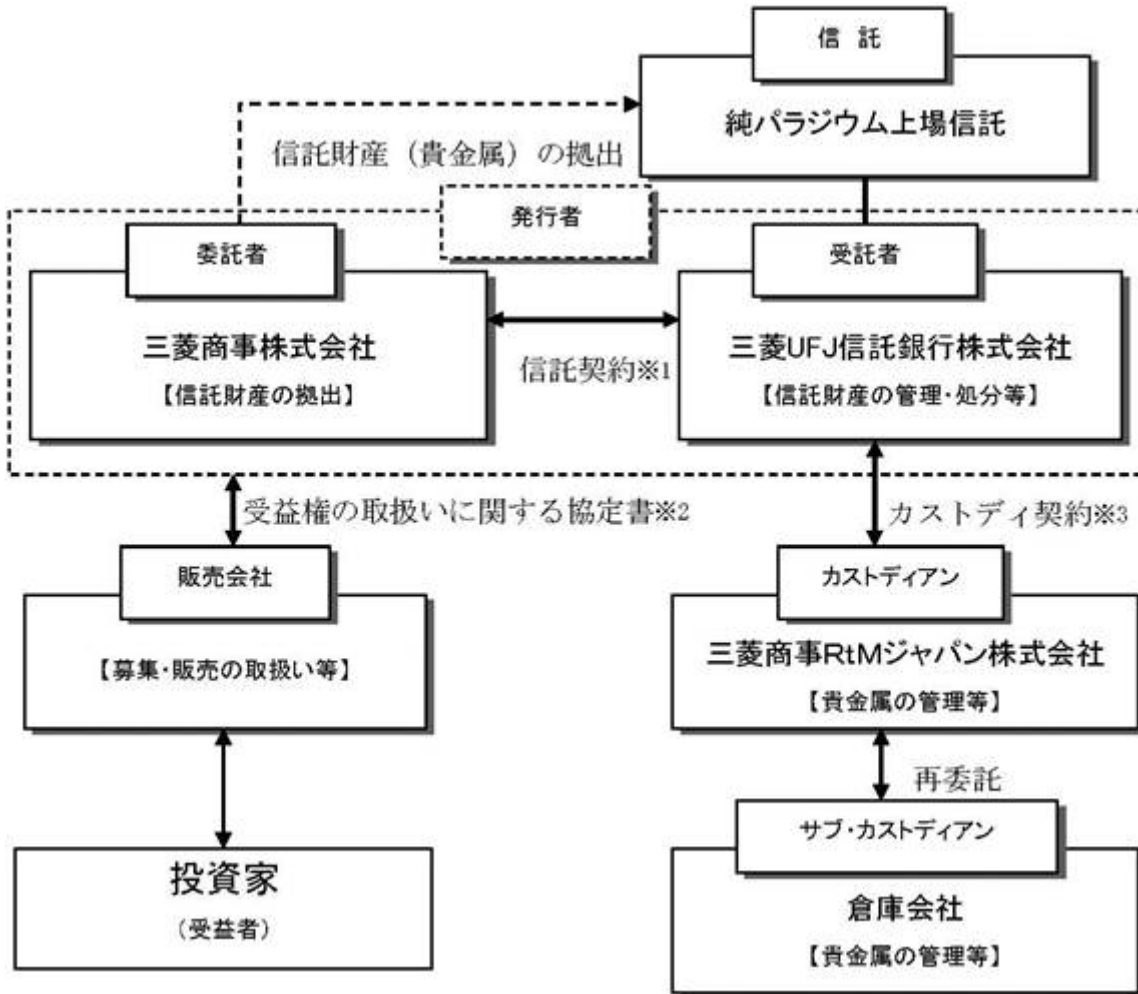 信託
純パラジウム上場信託
信託財産（貴金属）の拠出
発行者
委託者
三菱商事株式会社
【信託財産の拠出】
信託契約※1
受託者
三菱UFJ信託銀行株式会社
【信託財産の管理・処分等】
受益権の取扱いに関する協定書※2
カストディ契約※3
販売会社
【募集・販売の取扱い等】
カストディアン
三菱商事RtMジャパン株式会社
【貴金属の管理等】
再委託
投資家
（受益者）
サブ・カストディアン
倉庫会社
【貴金属の管理等】